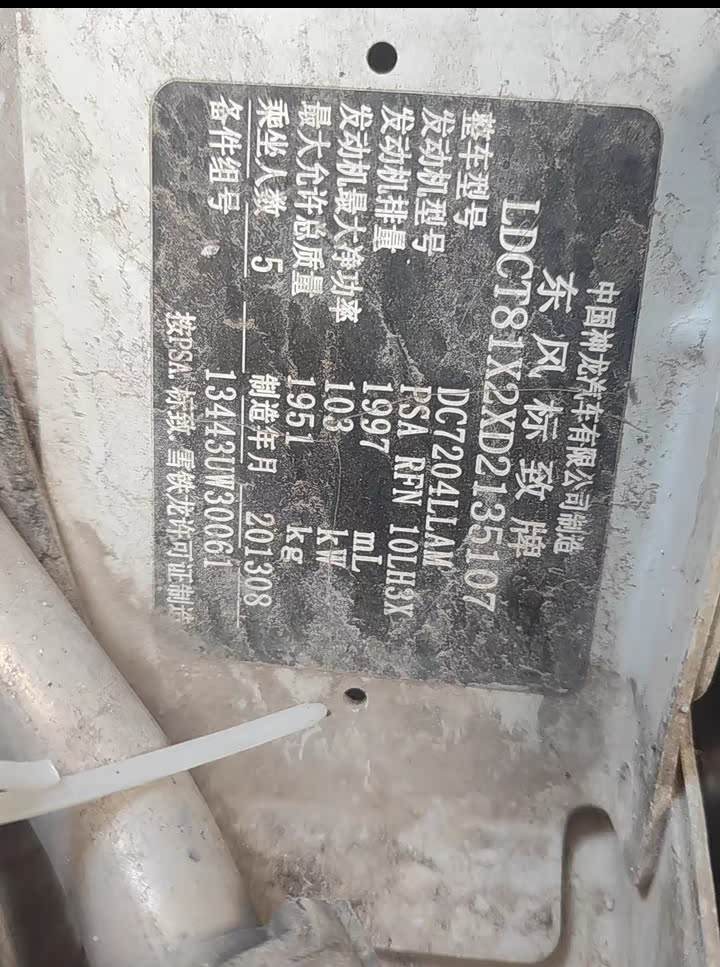 中国神龙汽车有限公司制造
东风标致牌
LDCT81X2XD2135107
整车型号 DC7204LLAM
发动机型号 PSA RFN 10LH3X
发动机排量 1997 mL
发动机最大净功率 103 kW
最大允许总质量 1951 kg
乘坐人数 5 制造年月 201308
备件组号 13443UW30061
按PSA 标致 雪铁龙许可证制造